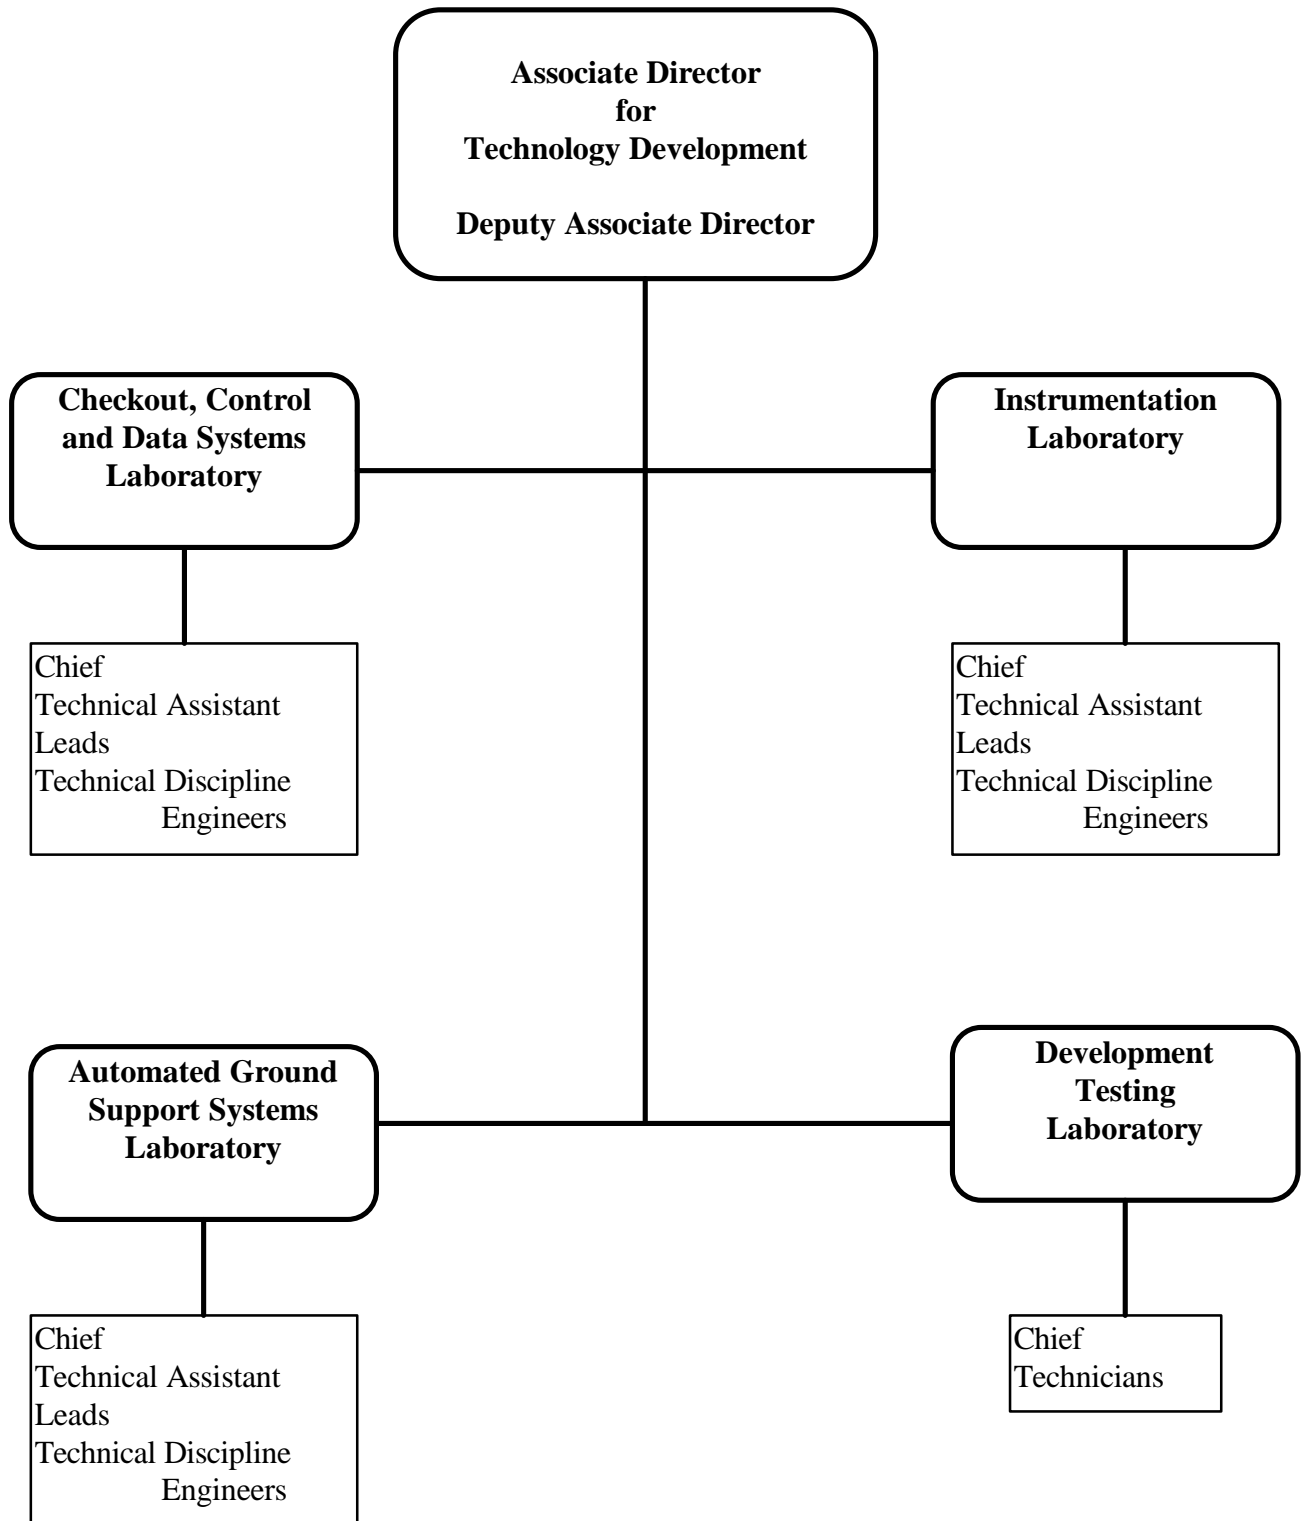 Associate Director
for
Technology Development
Deputy Associate Director
Checkout, Control
and Data Systems
Laboratory
Instrumentation
Laboratory
Chief
Technical Assistant
Leads
Technical Discipline
Engineers
Chief
Technical Assistant
Leads
Technical Discipline
Engineers
Automated Ground
Support Systems
Laboratory
Development
Testing
Laboratory
Chief
Technical Assistant
Leads
Technical Discipline
Engineers
Chief
Technicians